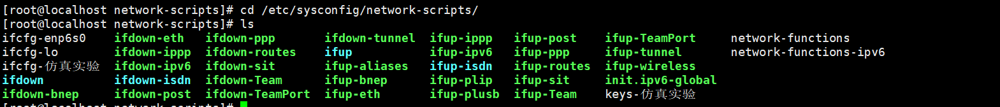 [root@localhost network-scripts]# cd /etc/sysconfig/network-scripts/
[root@localhost network-scripts]# ls
ifcfg-enp6s0 ifdown-eth ifdown-ppp ifdown-tunnel ifup-ippp ifup-post ifup-TeamPort network-functions
ifcfg-lo ifdown-ippp ifdown-routes ifup ifup-ipv6 ifup-ppp ifup-tunnel network-functions-ipv6
ifcfg-仿真实验 ifdown-ipv6 ifdown-sit ifup-aliases ifup-isdn ifup-routes ifup-wireless
ifdown ifdown-isdn ifdown-Team ifup-bnep ifup-plip ifup-sit init.ipv6-global
ifdown-bnep ifdown-post ifdown-TeamPort ifup-eth ifup-plusb ifup-Team keys-仿真实验
[root@localhost network-scripts]#